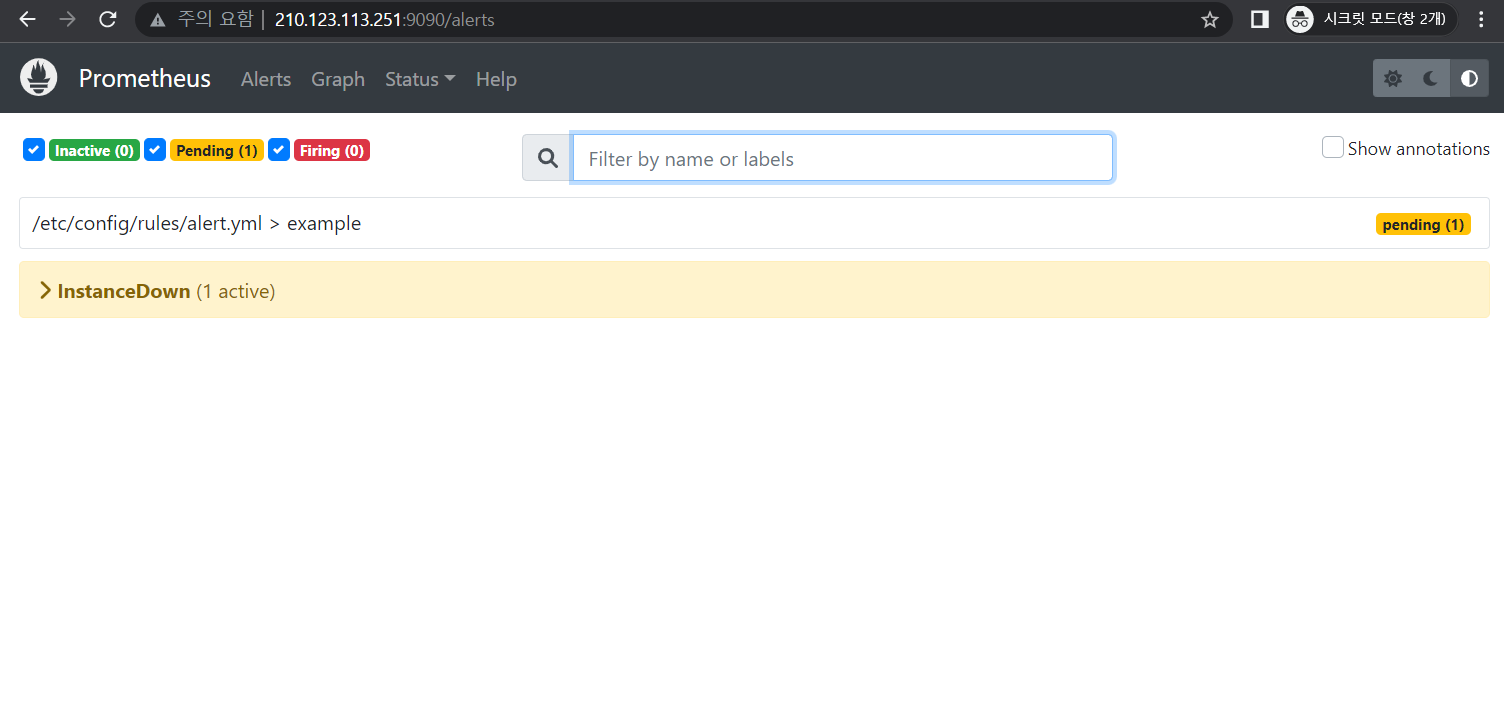 주의 요함 | 210.123.113.251:9090/alerts 시크릿 모드(창 2개)
Prometheus Alerts Graph Status Help
Inactive (0) Pending (1) Firing (0) Filter by name or labels Show annotations
/etc/config/rules/alert.yml > example pending (1)
InstanceDown (1 active)